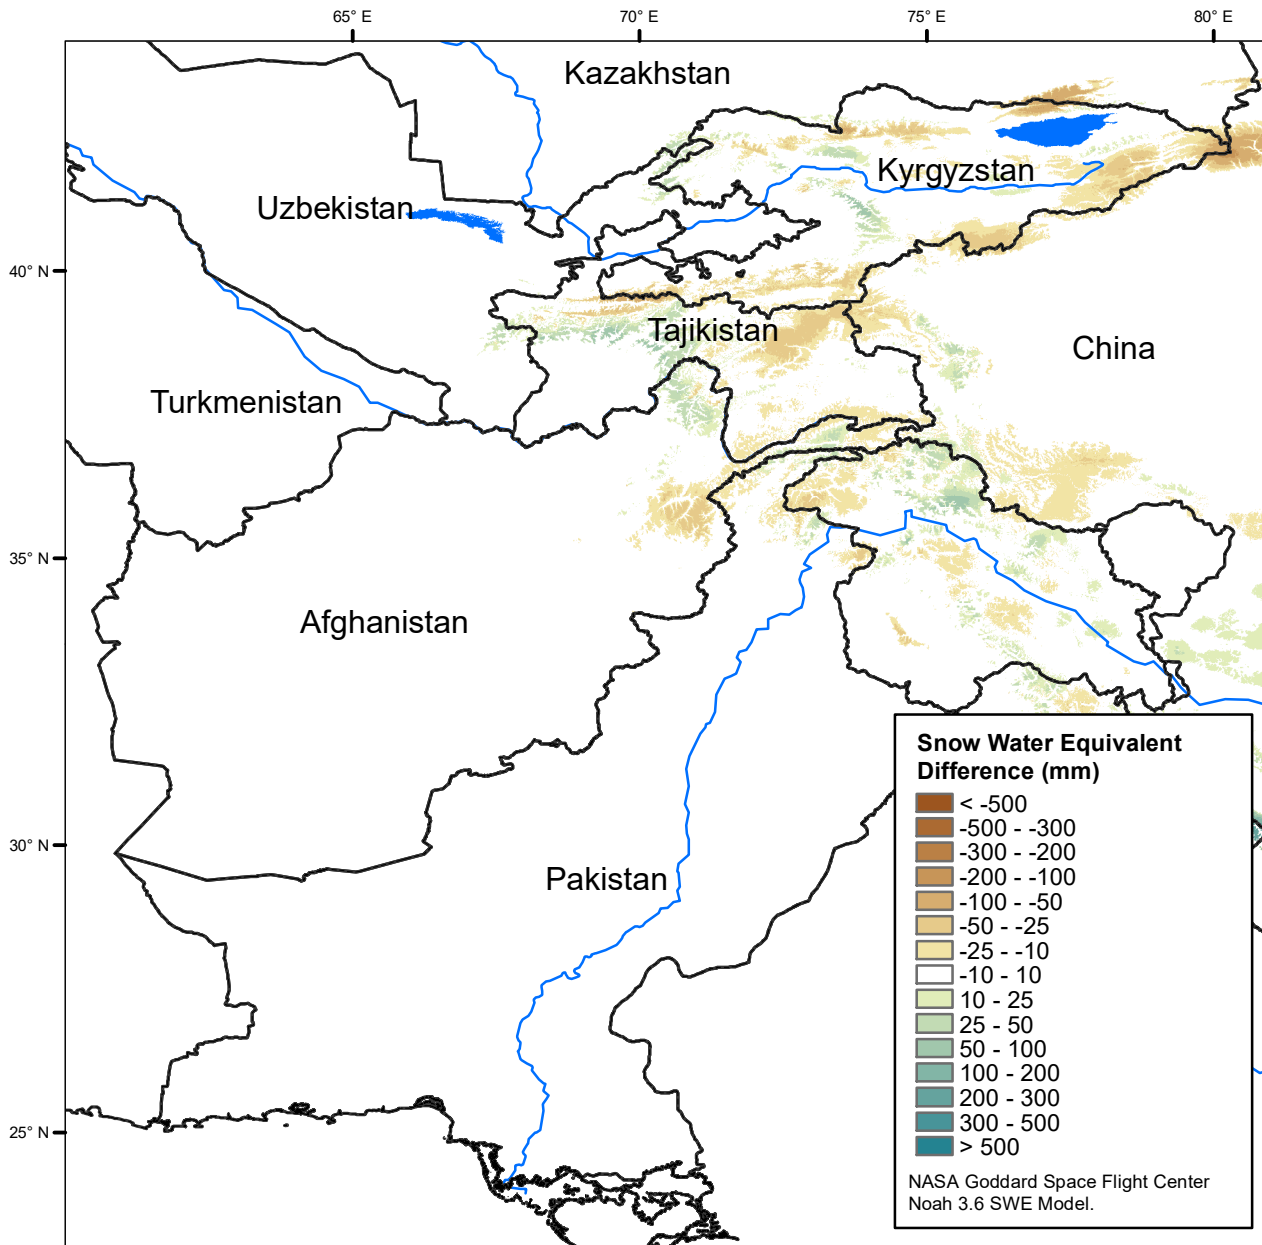 65° E
70° E
75° E
80° E
Kazakhstan
Kyrgyzstan
Uzbekistan
40° N
Tajikistan
China
Turkmenistan
35° N
Afghanistan
Snow Water Equivalent
Difference (mm)
< -500
-500 - -300
-300 - -200
-200 - -100
-100 - -50
-50 - -25
-25 - -10
-10 - 10
10 - 25
25 - 50
50 - 100
100 - 200
200 - 300
300 - 500
> 500
NASA Goddard Space Flight Center
Noah 3.6 SWE Model.
30° N
Pakistan
25° N